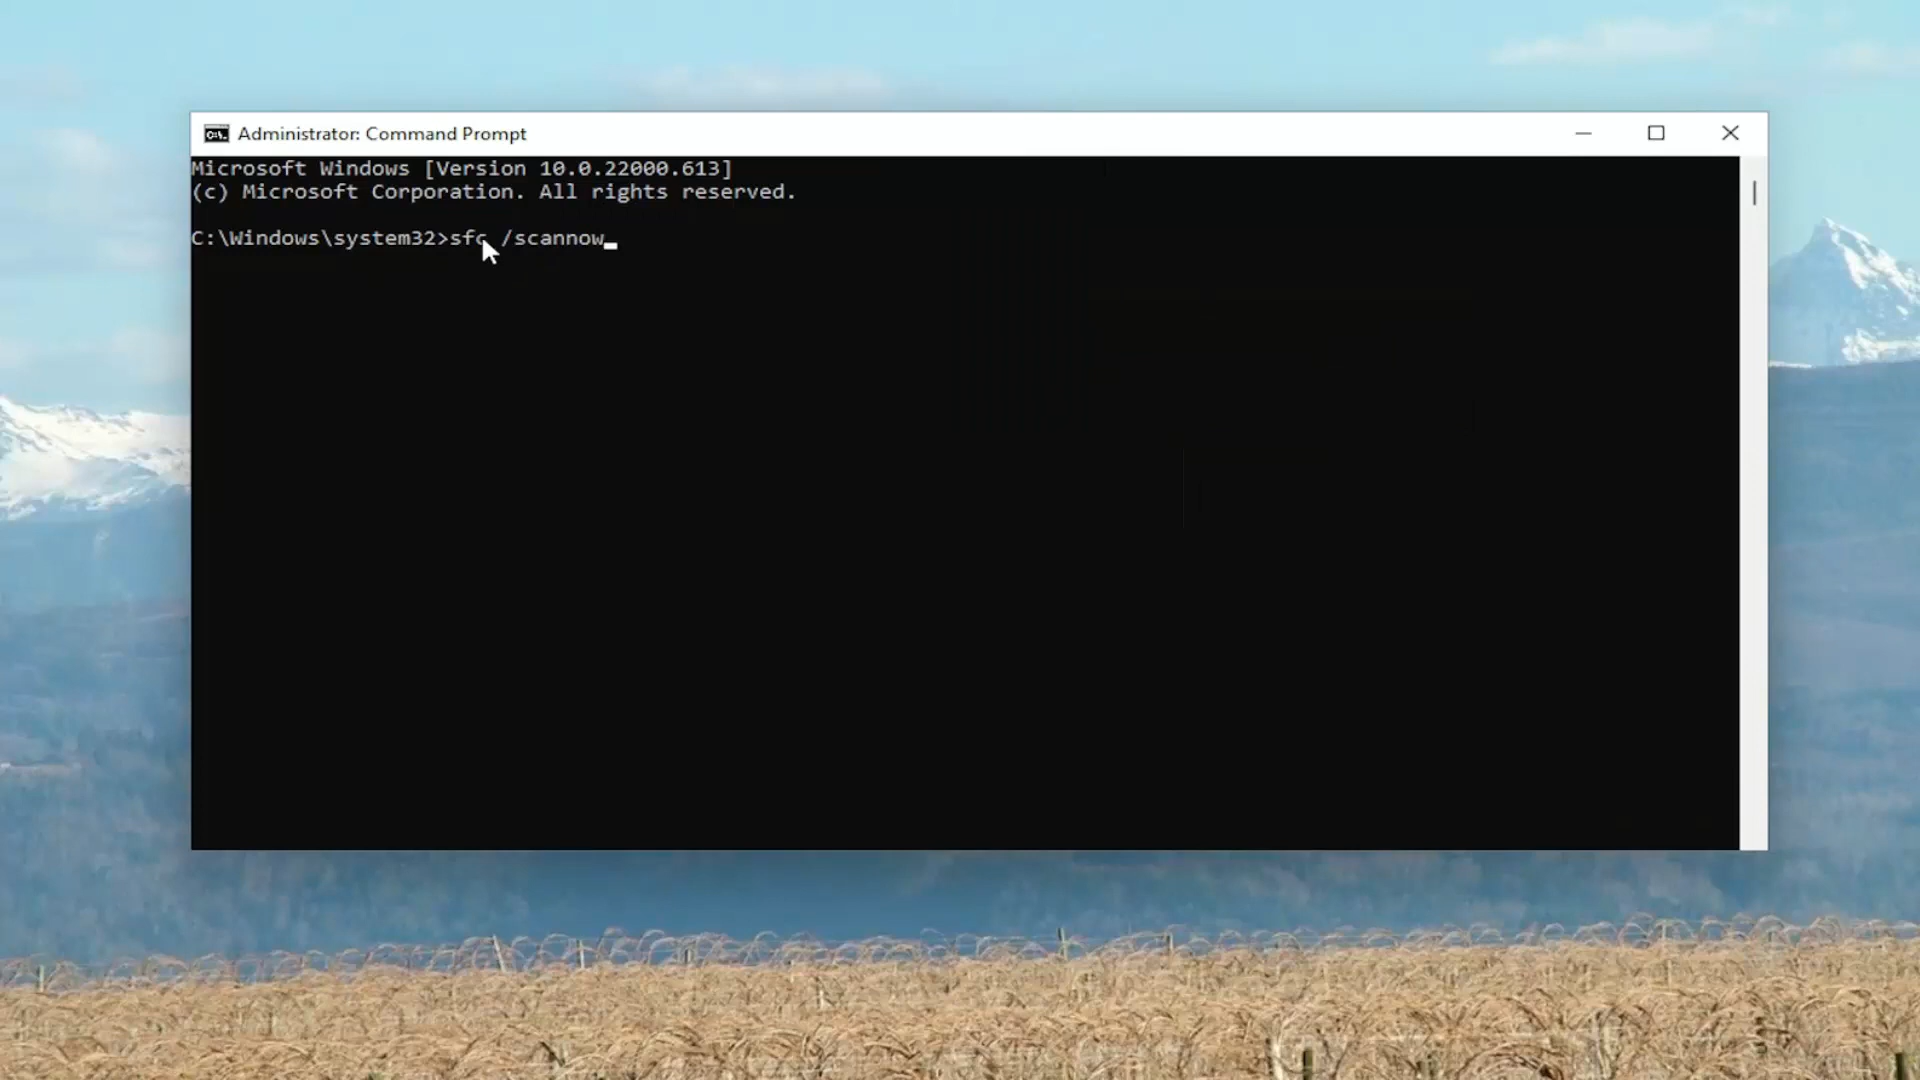 Administrator: Command Prompt
Microsoft Windows [Version 10.0.22000.613]
(c) Microsoft Corporation. All rights reserved.
C:\Windows\system32>sfc /scannow